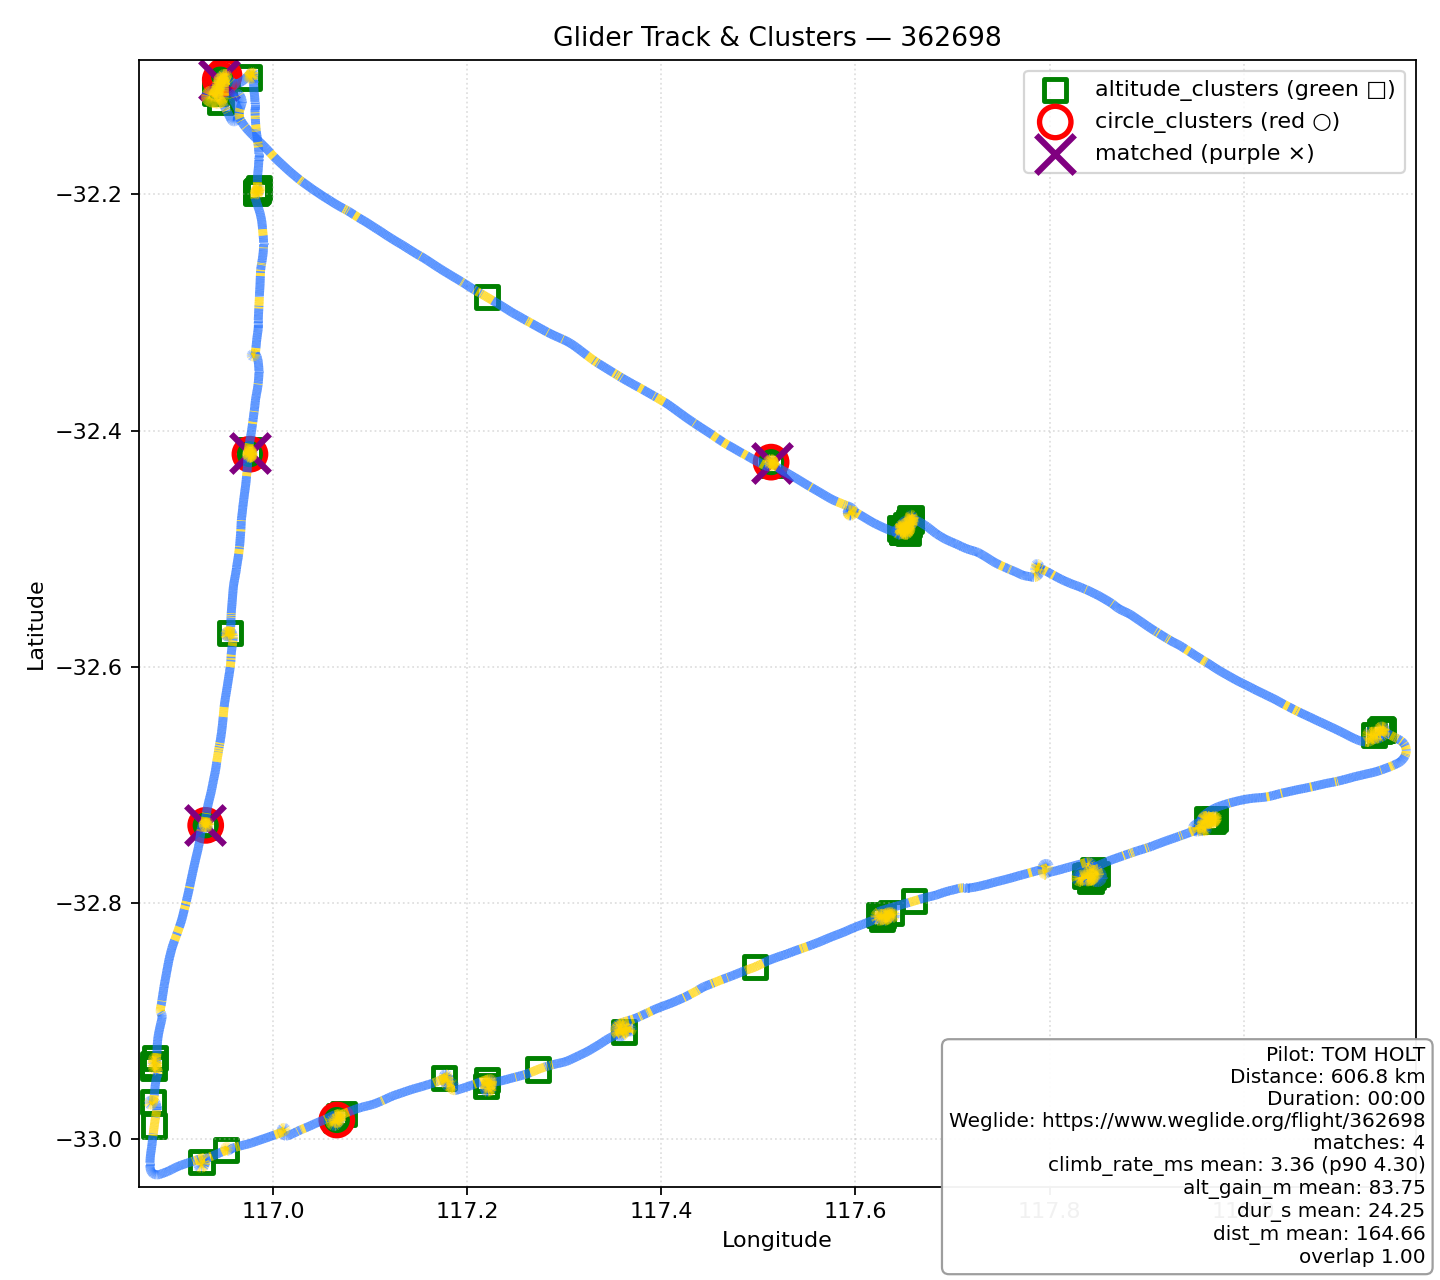 Glider Track & Clusters — 362698
altitude_clusters (green □)
circle_clusters (red ○)
matched (purple ×)
Latitude
−32.2
−32.4
−32.6
−32.8
−33.0
117.0
117.2
117.4
117.6
117.8
Longitude
Pilot: TOM HOLT
Distance: 606.8 km
Duration: 00:00
Weglide: https://www.weglide.org/flight/362698
matches: 4
climb_rate_ms mean: 3.36 (p90 4.30)
alt_gain_m mean: 83.75
dur_s mean: 24.25
dist_m mean: 164.66
overlap 1.00